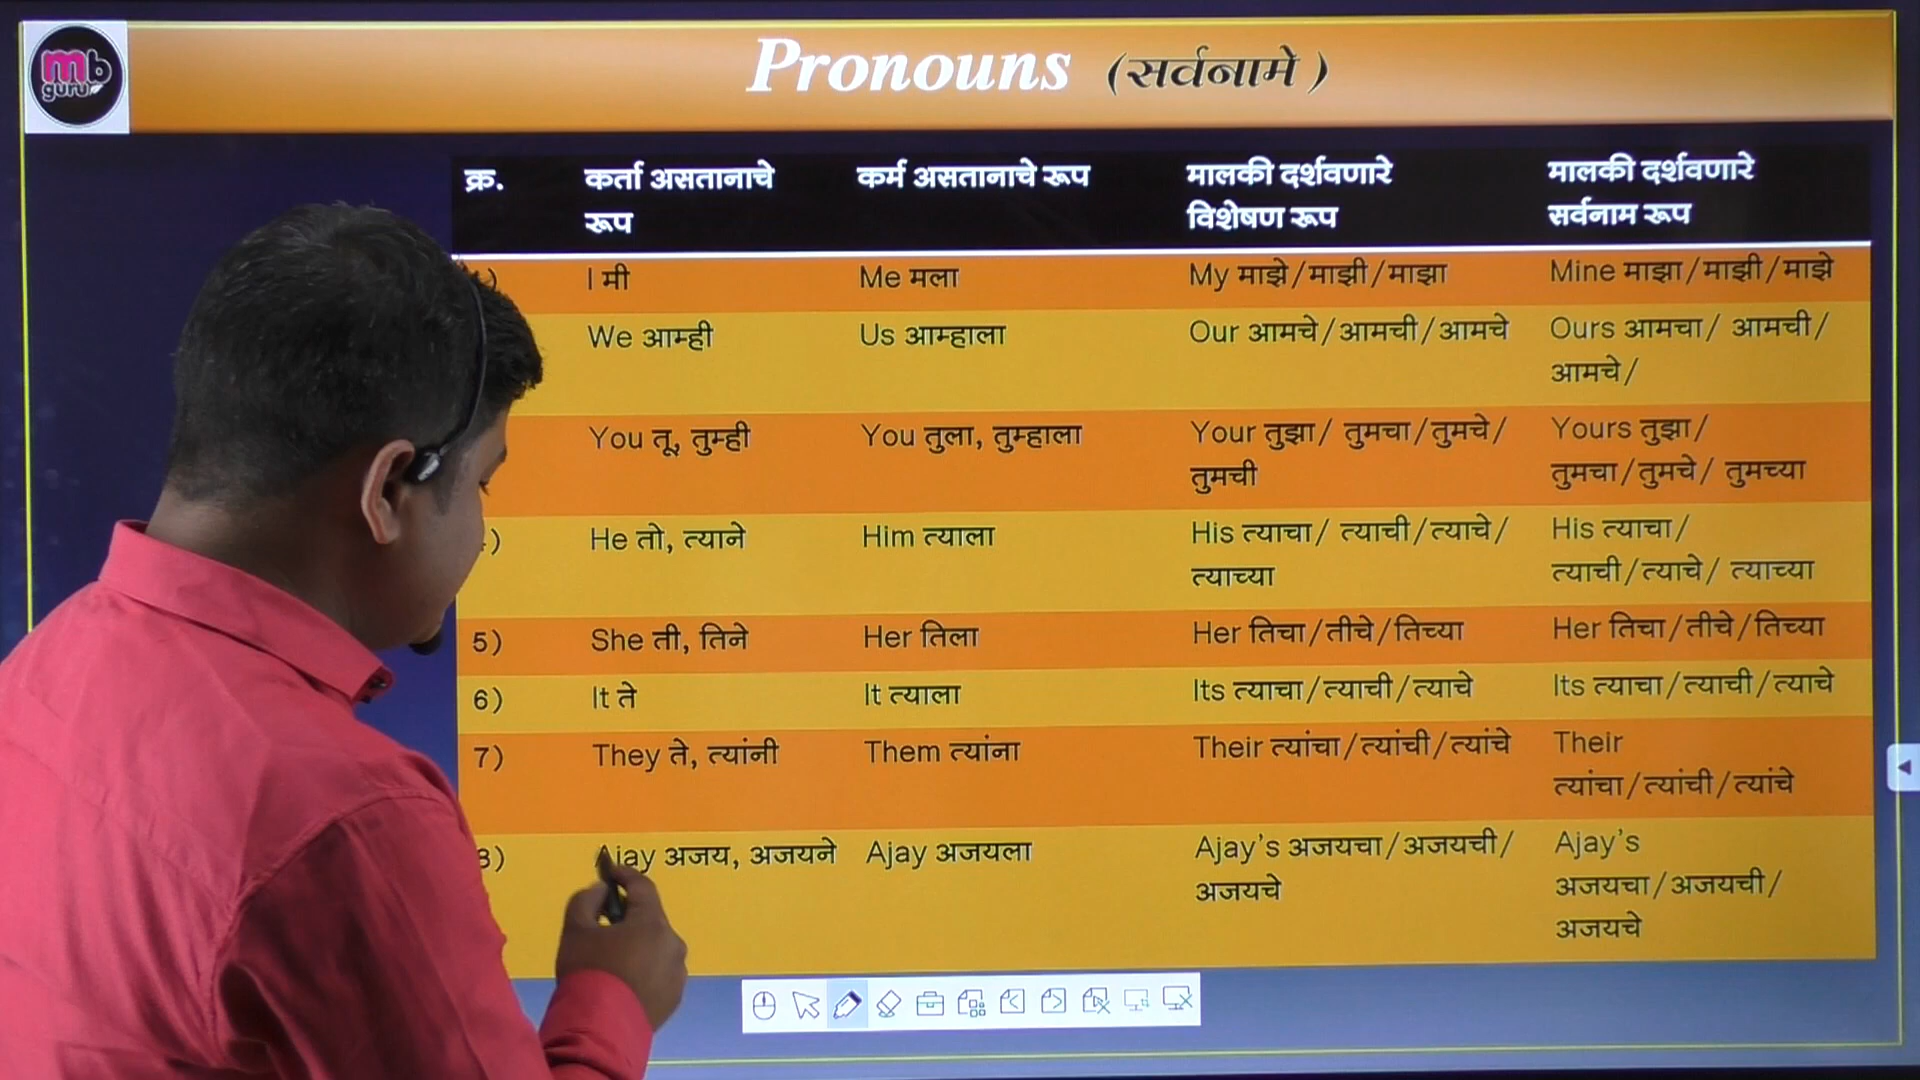 mb
guru
Pronouns (सर्वनामे)
क्र. कर्ता असतानाचे रूप कर्म असतानाचे रूप मालकी दर्शवणारे विशेषण रूप मालकी दर्शवणारे सर्वनाम रूप
I मी Me मला My माझे/माझी/माझा Mine माझा/माझी/माझे
We आम्ही Us आम्हाला Our आमचे/आमची/आमचे Ours आमचा/ आमची/
आमचे/
You तू, तुम्ही You तुला, तुम्हाला Your तुझा/ तुमचा/तुमचे/ Yours तुझा/
तुमची तुमचा/तुमचे/ तुमच्या
He तो, त्याने Him त्याला His त्याचा/ त्याची/त्याचे/ His त्याचा/
त्याच्या त्याची/त्याचे/ त्याच्या
5) She ती, तिने Her तिला Her तिचा/तीचे/तिच्या Her तिचा/तीचे/तिच्या
6) It ते It त्याला Its त्याचा/त्याची/त्याचे Its त्याचा/त्याची/त्याचे
7) They ते, त्यांनी Them त्यांना Their त्यांचा/त्यांची/त्यांचे Their
त्यांचा/त्यांची/त्यांचे
8) Ajay अजय, अजयने Ajay अजयला Ajay's अजयचा/अजयची/ Ajay's
अजयचे अजयचा/अजयची/
अजयचे